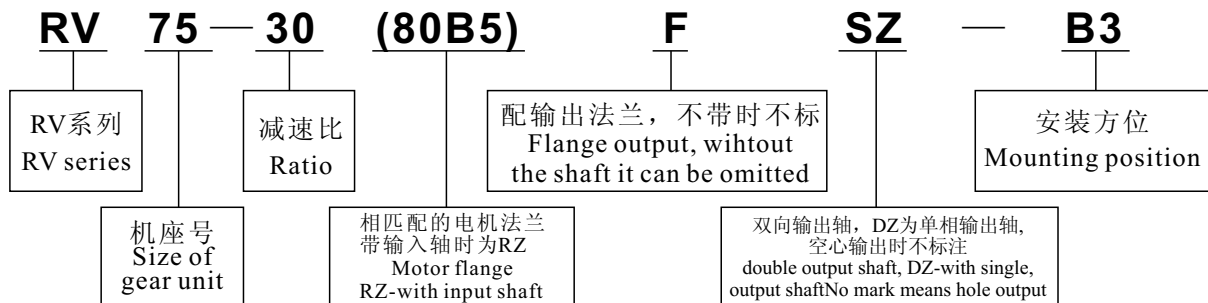 RV 75 — 30 (80B5) F SZ — B3
RV系列
RV series
减速比
Ratio
配输出法兰，不带时不标
Flange output, wihtout
the shaft it can be omitted
安装方位
Mounting position
机座号
Size of
gear unit
相匹配的电机法兰
带输入轴时为RZ
Motor flange
RZ-with input shaft
双向输出轴，DZ为单相输出轴,
空心输出时不标注
double output shaft, DZ-with single,
output shaftNo mark means hole output